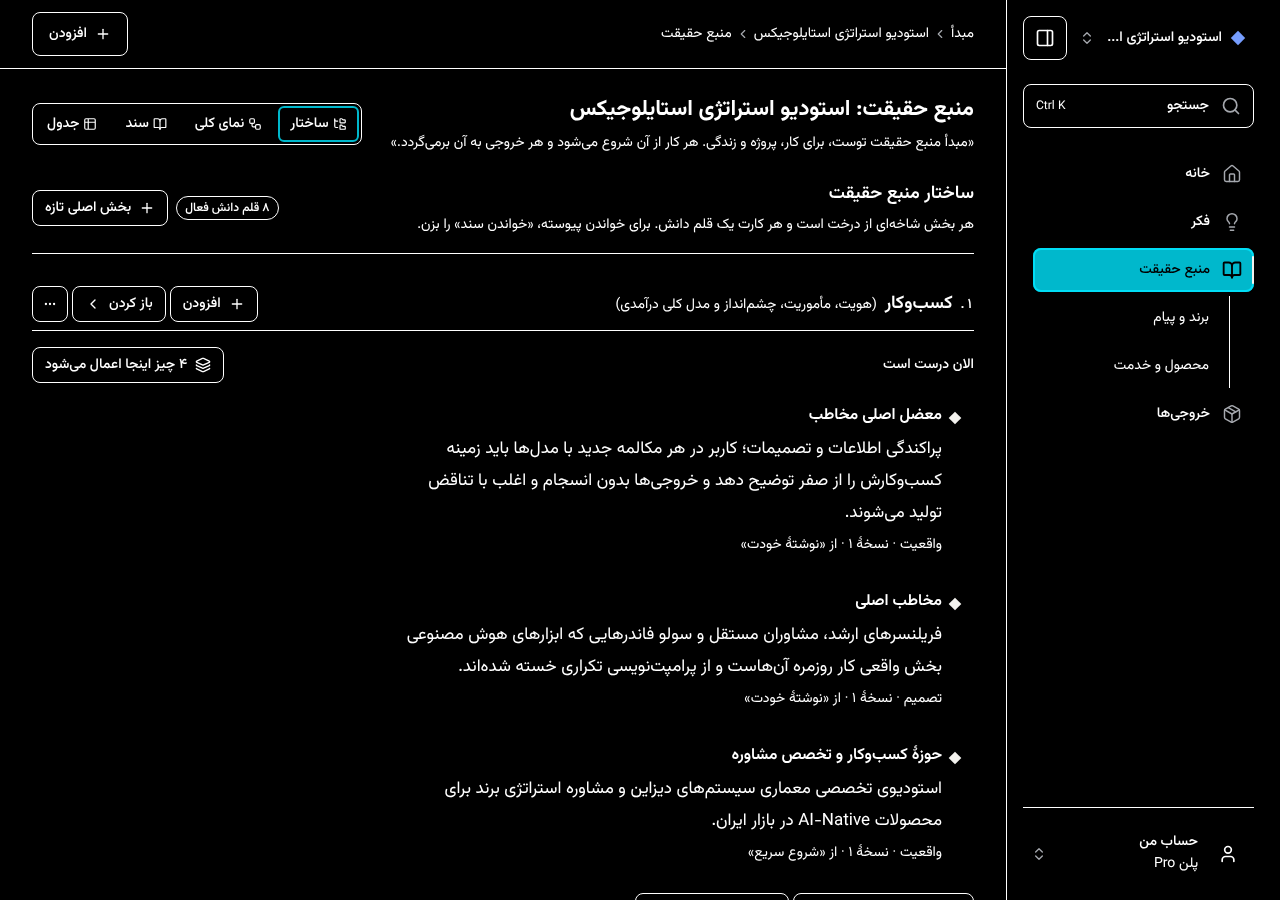 استودیو استراتژی ا...
جستجو
Ctrl K
خانه
فکر
منبع حقیقت
برند و پیام
محصول و خدمت
خروجی‌ها
حساب من
پلن Pro
مبدأ
استودیو استراتژی استایلوجیکس
منبع حقیقت
افزودن
منبع حقیقت: استودیو استراتژی استایلوجیکس
«مبدأ منبع حقیقت توست، برای کار، پروژه و زندگی. هر کار از آن شروع می‌شود و هر خروجی به آن برمی‌گردد.»
ساختار
نمای کلی
سند
جدول
ساختار منبع حقیقت
هر بخش شاخه‌ای از درخت است و هر کارت یک قلم دانش. برای خواندن پیوسته، «خواندن سند» را بزن.
۸ قلم دانش فعال
بخش اصلی تازه
۱. کسب‌وکار (هویت، مأموریت، چشم‌انداز و مدل کلی درآمدی)
افزودن
باز کردن
الان درست است
۴ چیز اینجا اعمال می‌شود
معضل اصلی مخاطب
پراکندگی اطلاعات و تصمیمات؛ کاربر در هر مکالمه جدید با مدل‌ها باید زمینه
کسب‌وکارش را از صفر توضیح دهد و خروجی‌ها بدون انسجام و اغلب با تناقض
تولید می‌شوند.
واقعیت · نسخهٔ ۱ · از «نوشتهٔ خودت»
مخاطب اصلی
فریلنسرهای ارشد، مشاوران مستقل و سولو فاندرهایی که ابزارهای هوش مصنوعی
بخش واقعی کار روزمره آن‌هاست و از پرامپت‌نویسی تکراری خسته شده‌اند.
تصمیم · نسخهٔ ۱ · از «نوشتهٔ خودت»
حوزهٔ کسب‌وکار و تخصص مشاوره
استودیوی تخصصی معماری سیستم‌های دیزاین و مشاوره استراتژی برند برای
محصولات AI-Native در بازار ایران.
واقعیت · نسخهٔ ۱ · از «شروع سریع»